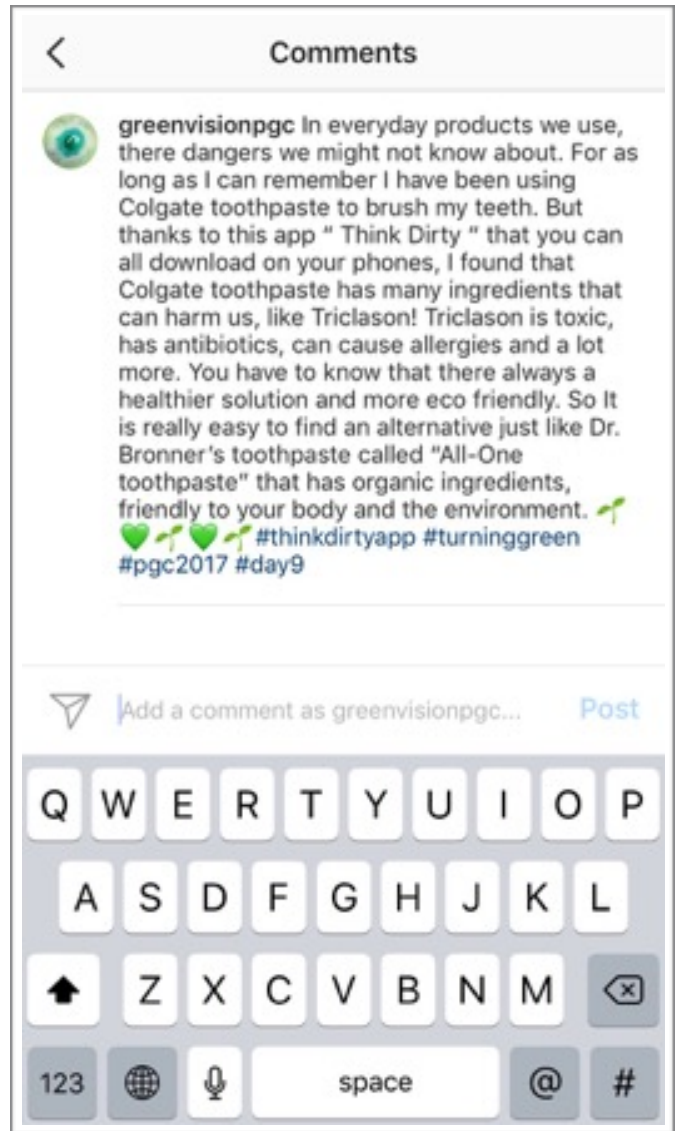 Comments
greenvisionpgc In everyday products we use,
there dangers we might not know about. For as
long as I can remember I have been using
Colgate toothpaste to brush my teeth. But
thanks to this app “ Think Dirty “ that you can
all download on your phones, I found that
Colgate toothpaste has many ingredients that
can harm us, like Triclason! Triclason is toxic,
has antibiotics, can cause allergies and a lot
more. You have to know that there always a
healthier solution and more eco friendly. So It
is really easy to find an alternative just like Dr.
Bronner’s toothpaste called “All-One
toothpaste” that has organic ingredients,
friendly to your body and the environment. 🌱
💚🌱💚🌱#thinkdirtyapp #turninggreen
#pgc2017 #day9
Add a comment as greenvisionpgc... Post
Q W E R T Y U I O P
A S D F G H J K L
Z X C V B N M
123 space @ #